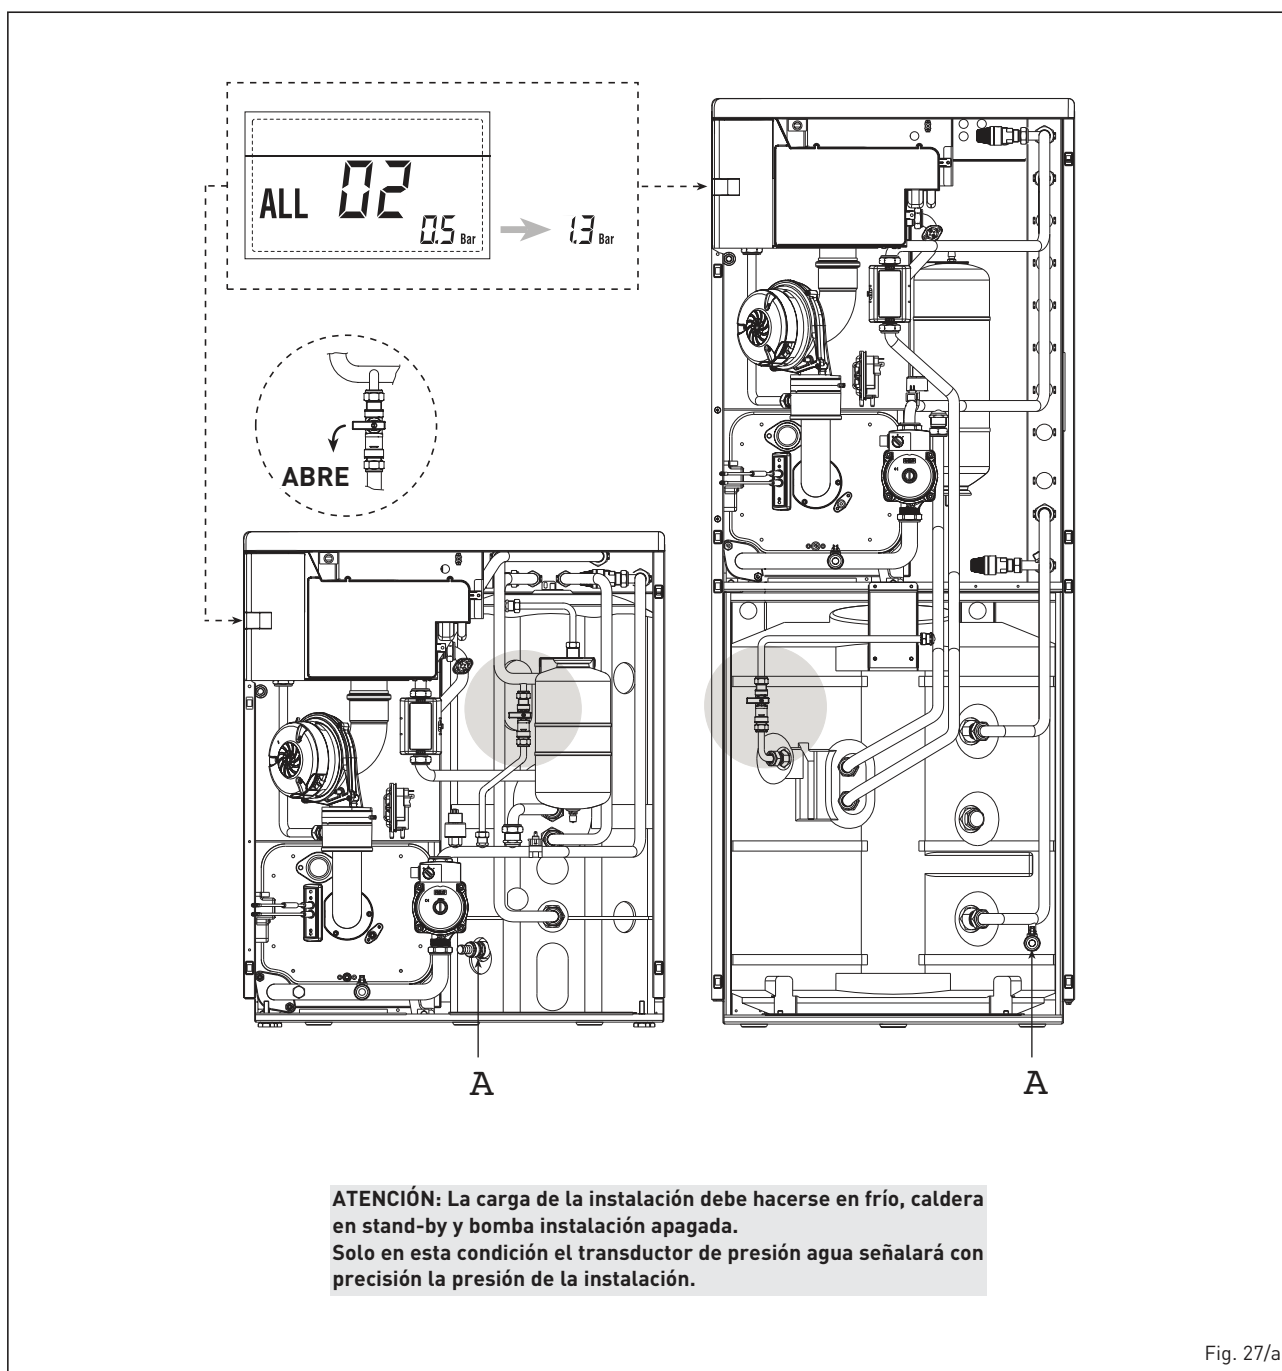 ALL 02
0.5 Bar 1.3 Bar
ABRE
A
A
ATENCIÓN: La carga de la instalación debe hacerse en frío, caldera
en stand-by y bomba instalación apagada.
Solo en esta condición el transductor de presión agua señalará con
precisión la presión de la instalación.
Fig. 27/a